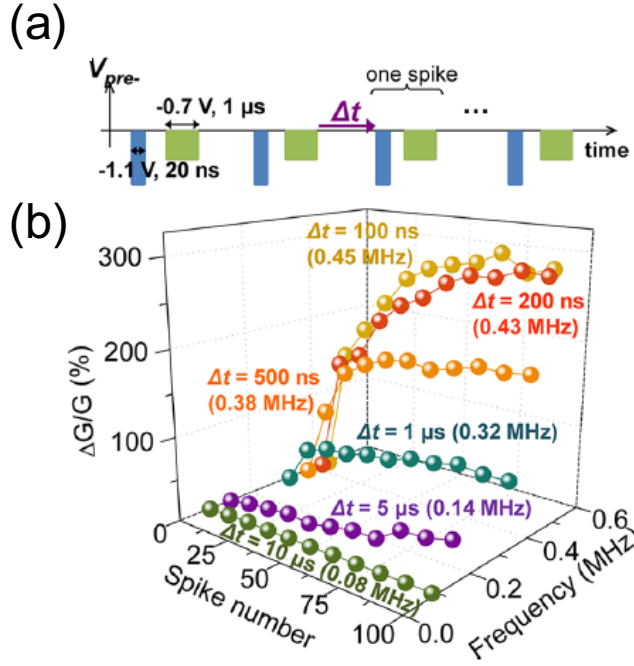 (a)
V_pre-
one spike
-0.7 V, 1 µs
Δt
...
time
-1.1 V, 20 ns
(b)
Δt = 100 ns
(0.45 MHz)
300
Δt = 200 ns
(0.43 MHz)
200
Δt = 500 ns
(0.38 MHz)
ΔG/G (%)
100
Δt = 1 µs (0.32 MHz)
Δt = 5 µs (0.14 MHz)
Δt = 10 µs (0.08 MHz)
0
25
50
75
100
Spike number
0.0
0.2
0.4
0.6
Frequency (MHz)